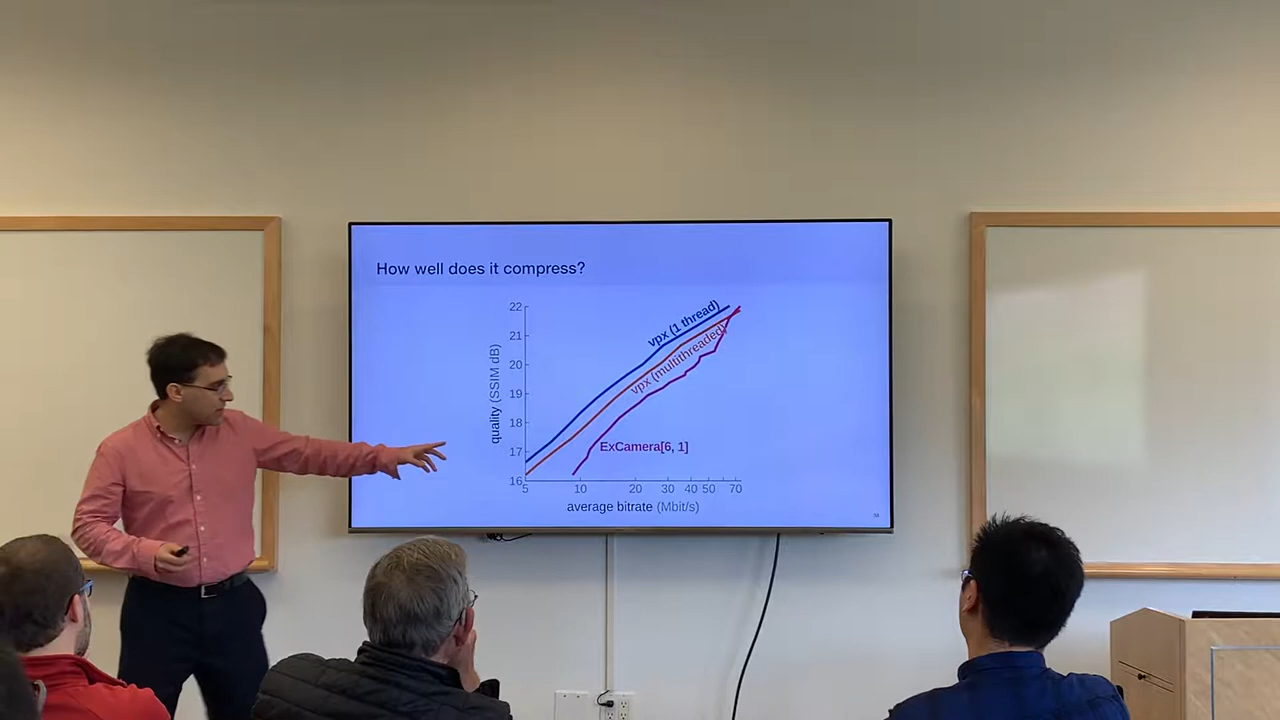 How well does it compress?
22
21
20
19
18
17
16
quality (SSIM dB)
vpx (1 thread)
vpx (multithreaded)
ExCamera[6, 1]
5 10 20 30 40 50 70
average bitrate (Mbit/s)